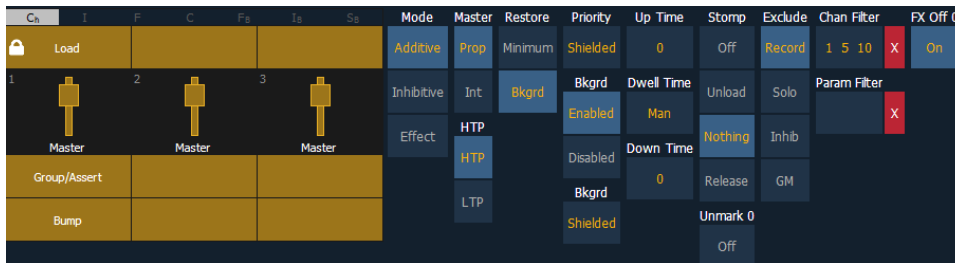 Ch I F C FB IB SB Mode Master Restore Priority Up Time Stomp Exclude Chan Filter FX Off 0
Load Additive Prop Minimum Shielded 0 Off Record 1 5 10 X On
1 2 3 Inhibitive Int Bkgrd Bkgrd Dwell Time Unload Solo Param Filter
Enabled Man X
Master Master Master Effect HTP Nothing Inhib
HTP Disabled Down Time
Group/Assert LTP Bkgrd 0 Release GM
Bump Shielded Unmark 0
Off